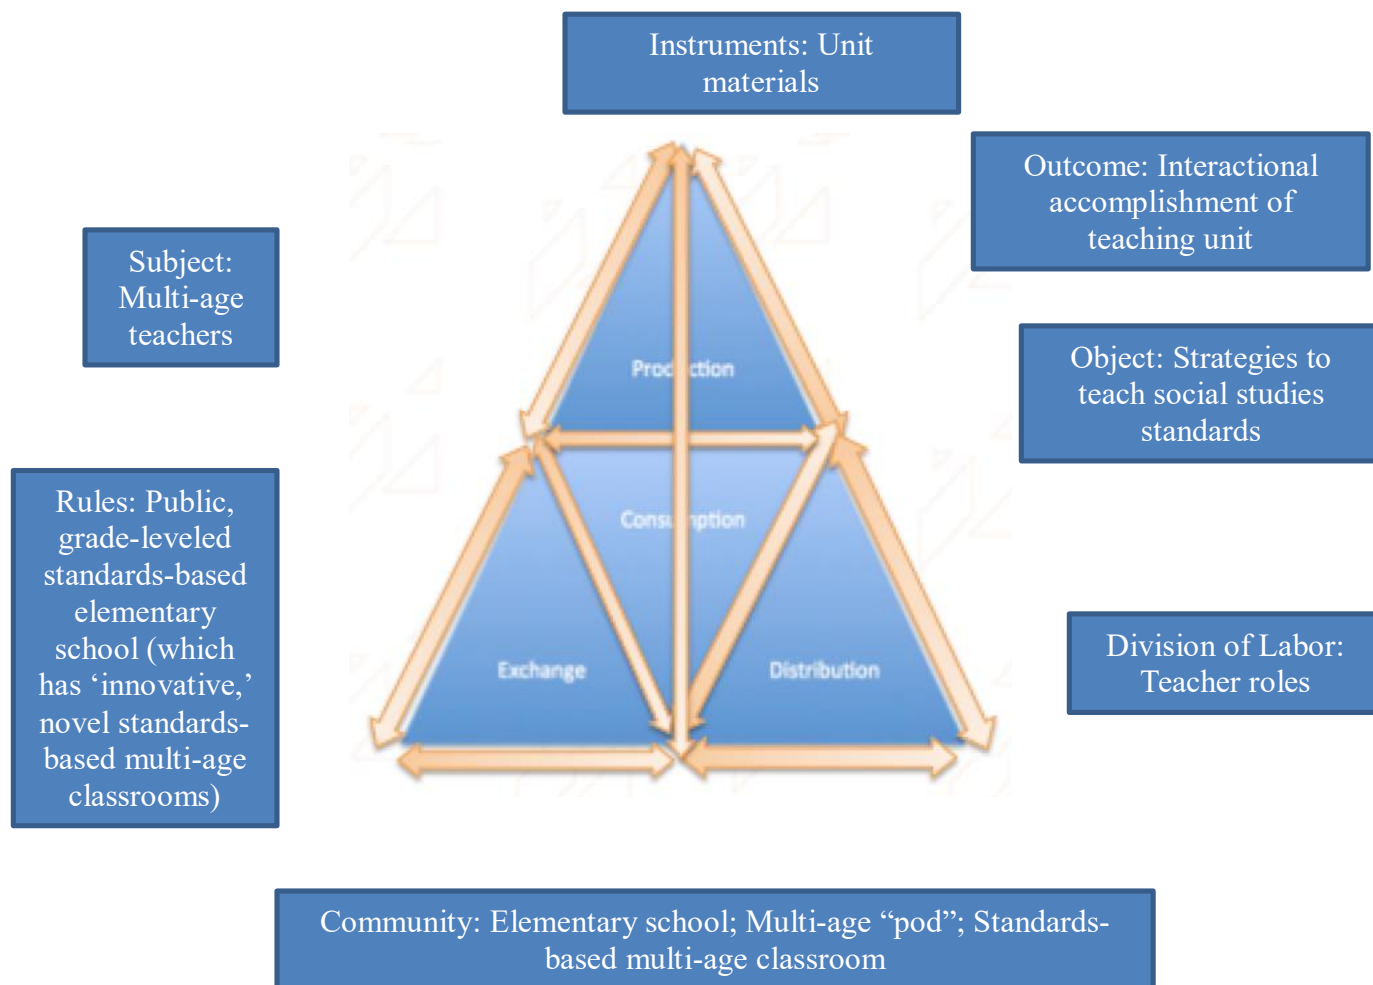 Instruments: Unit
materials
Outcome: Interactional
accomplishment of
teaching unit
Subject:
Multi-age
teachers
Object: Strategies to
teach social studies
standards
Production
Rules: Public,
grade-leveled
standards-based
elementary
school (which
has ‘innovative,’
novel standards-
based multi-age
classrooms)
Consumption
Exchange
Distribution
Division of Labor:
Teacher roles
Community: Elementary school; Multi-age “pod”; Standards-
based multi-age classroom